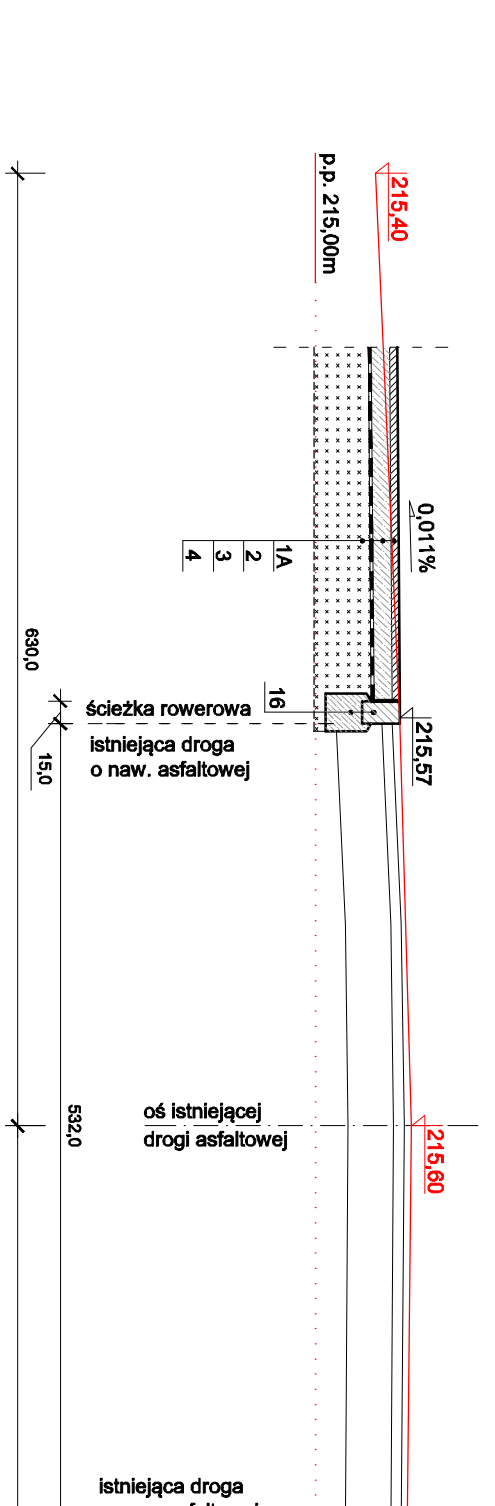 215,40
p.p. 215,00m
0,011%
1A
2
3
4
16
630,0
ścieżka rowerowa
215,57
istniejąca droga
o naw. asfaltowej
15,0
532,0
oś istniejącej
drogi asfaltowej
215,60
istniejąca droga